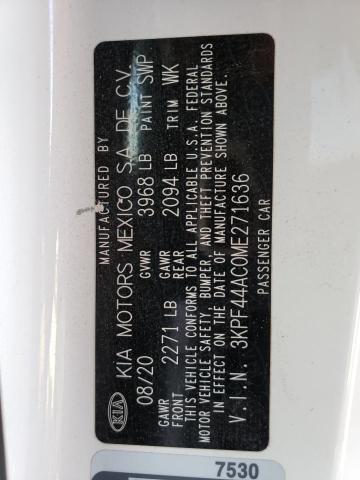 MANUFACTURED BY
KIA KIA MOTORS MEXICO S.A. DE C.V.
08/20 GVWR 3968 LB PAINT SWP
GAWR FRONT 2271 LB GAWR REAR 2094 LB TRIM WK
THIS VEHICLE CONFORMS TO ALL APPLICABLE U.S.A. FEDERAL
MOTOR VEHICLE SAFETY, BUMPER, AND THEFT PREVENTION STANDARDS
IN EFFECT ON THE DATE OF MANUFACTURE SHOWN ABOVE.
V.I.N. 3KPF44AC0ME271636
PASSENGER CAR
7530